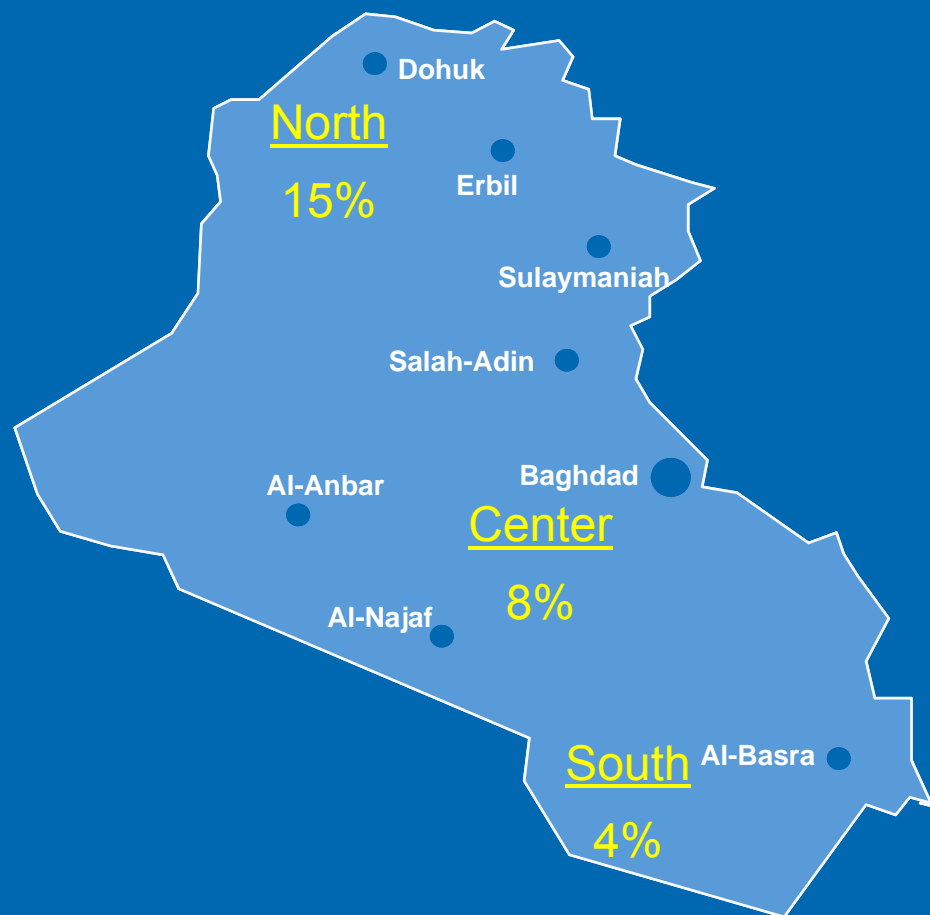 Dohuk
North
Erbil
15%
Sulaymaniah
Salah-Adin
Baghdad
Al-Anbar
Center
8%
Al-Najaf
South
Al-Basra
4%